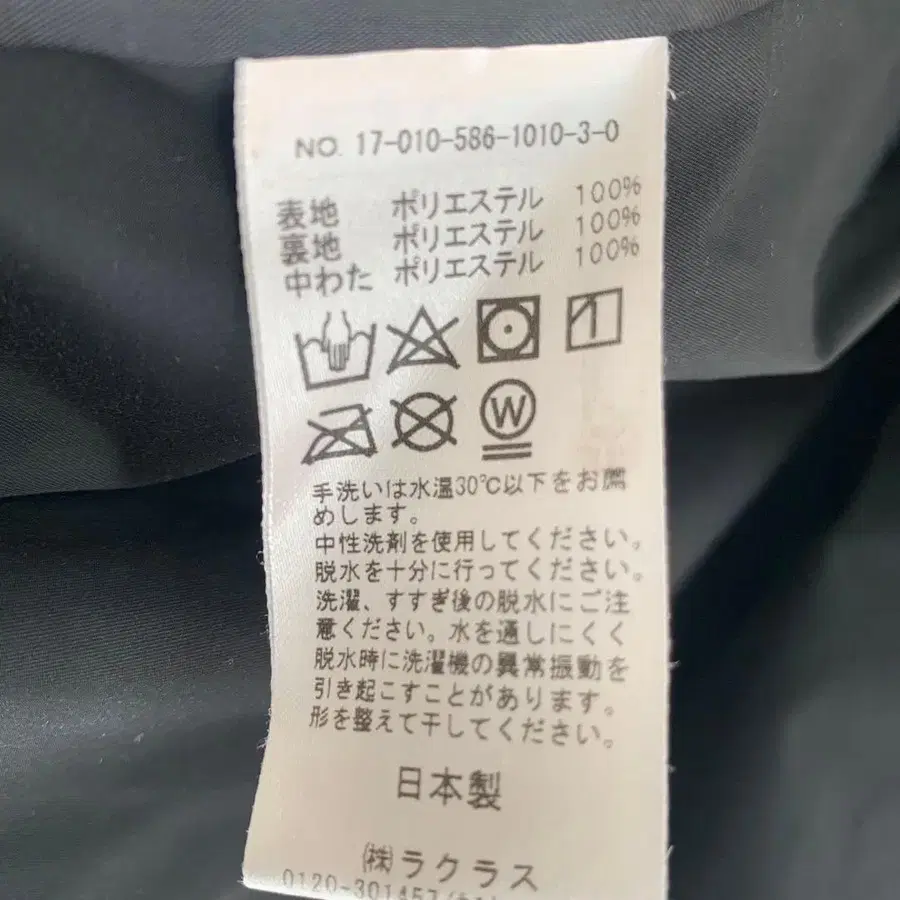 NO. 17-010-586-1010-3-0
表地 ポリエステル 100%
裏地 ポリエステル 100%
中わた ポリエステル 100%
W
手洗いは水温30℃以下をお薦
めします。
中性洗剤を使用してください。
脱水を十分に行ってください。
洗濯、すすぎ後の脱水にご注
意ください。水を通しにくく
脱水時に洗濯機の異常振動を
引き起こすことがあります。
形を整えて干してください。
日本製
㈱ラクラス
0120-301457